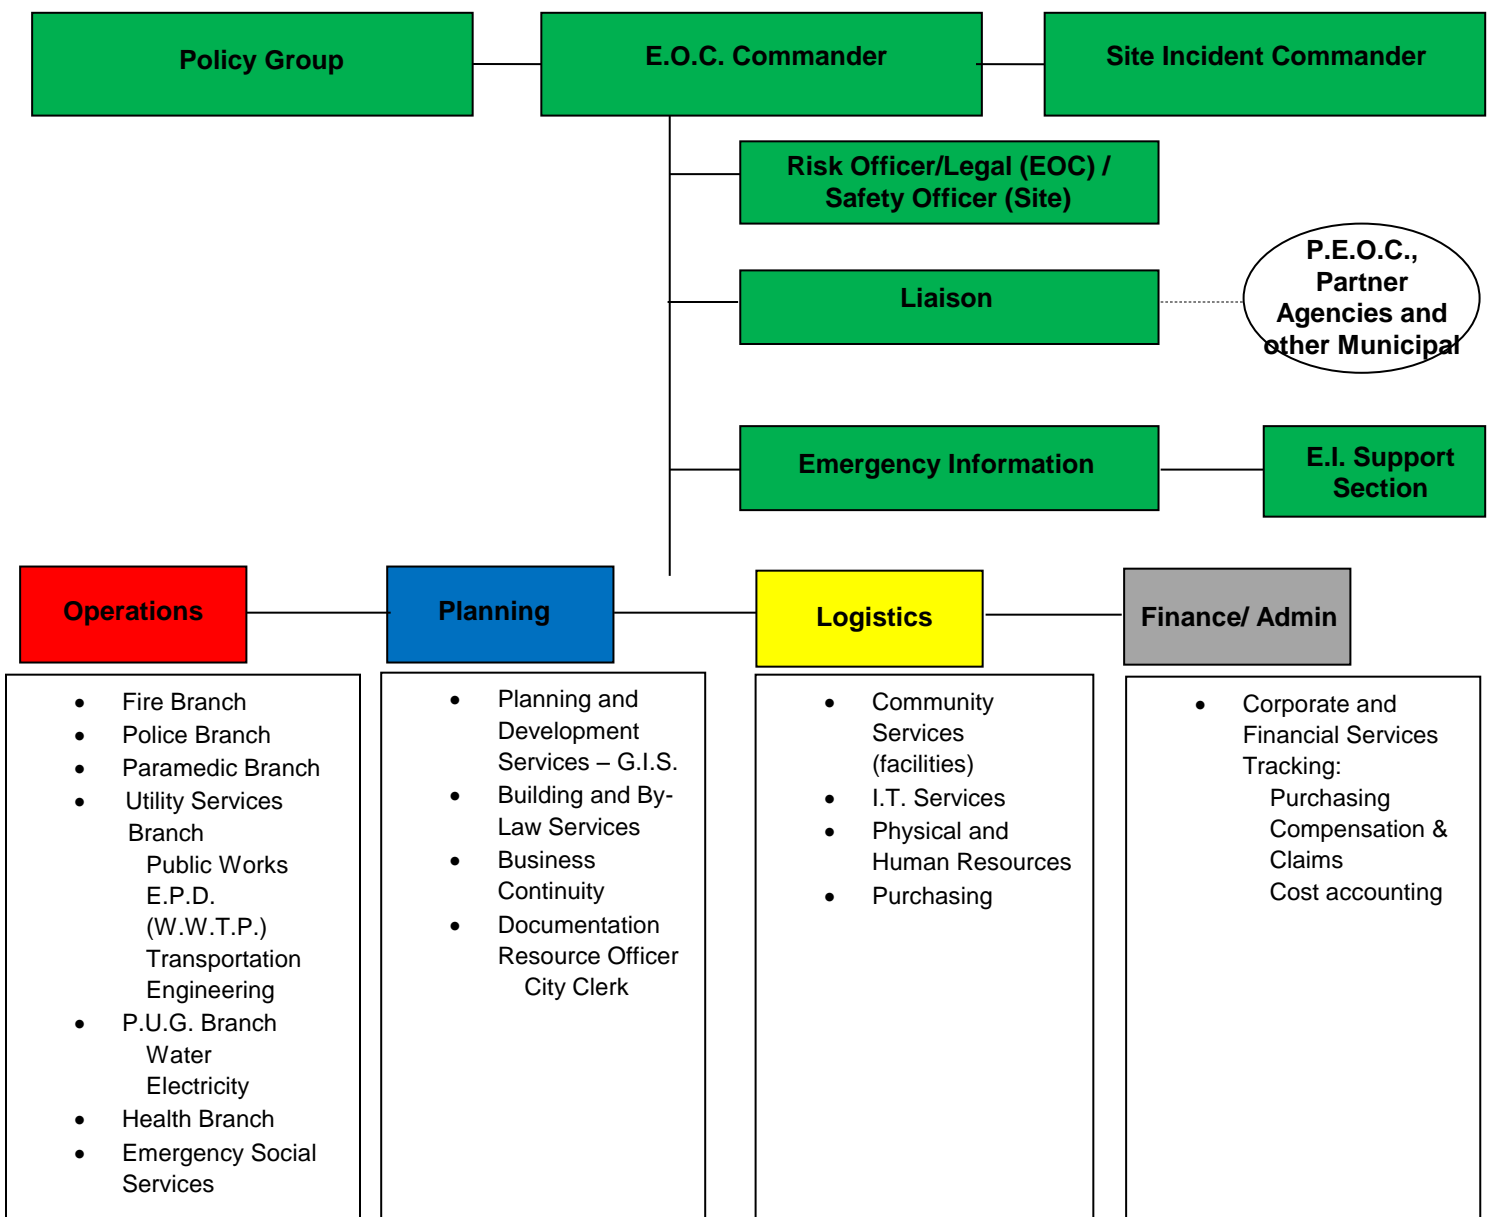 Policy Group
E.O.C. Commander
Site Incident Commander
Risk Officer/Legal (EOC) /
Safety Officer (Site)
Liaison
P.E.O.C.,
Partner
Agencies and
other Municipal
Emergency Information
E.I. Support
Section
Operations
Planning
Logistics
Finance/ Admin
• Fire Branch
• Police Branch
• Paramedic Branch
• Utility Services
Branch
Public Works
E.P.D.
(W.W.T.P.)
Transportation
Engineering
• P.U.G. Branch
Water
Electricity
• Health Branch
• Emergency Social
Services
• Planning and
Development
Services – G.I.S.
• Building and By-
Law Services
• Business
Continuity
• Documentation
Resource Officer
City Clerk
• Community
Services
(facilities)
• I.T. Services
• Physical and
Human Resources
• Purchasing
• Corporate and
Financial Services
Tracking:
Purchasing
Compensation &
Claims
Cost accounting